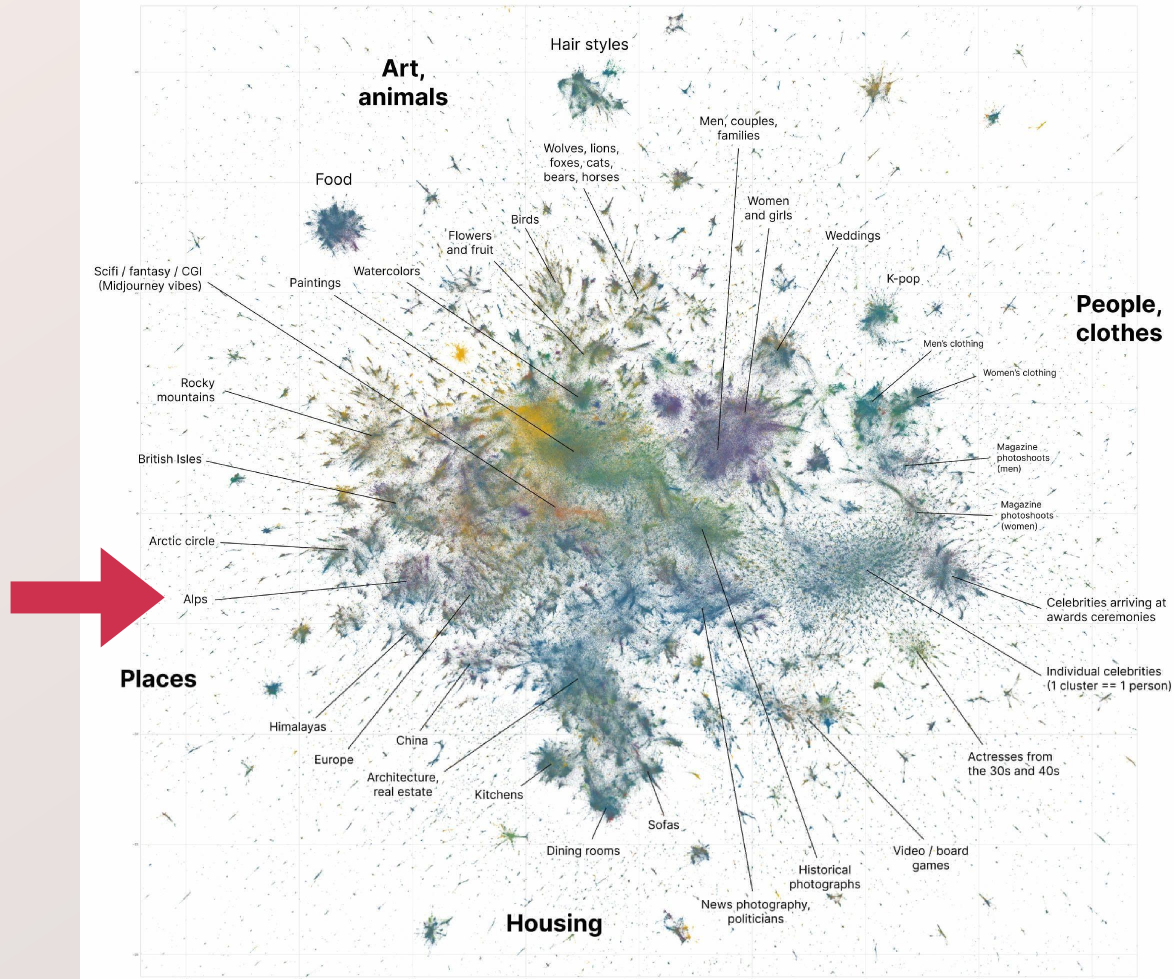 Hair styles
Art,
animals
Men, couples,
families
Wolves, lions,
foxes, cats,
bears, horses
Food
Women
and girls
Birds
Flowers
and fruit
Weddings
Scifi / fantasy / CGI
(Midjourney vibes)
Watercolors
Paintings
K-pop
People,
clothes
Men's clothing
Women's clothing
Rocky
mountains
British Isles
Magazine
photoshoots
(men)
Magazine
photoshoots
(women)
Arctic circle
Alps
Celebrities arriving at
awards ceremonies
Places
Individual celebrities
(1 cluster == 1 person)
Himalayas
China
Europe
Actresses from
the 30s and 40s
Architecture,
real estate
Kitchens
Sofas
Dining rooms
Video / board
games
Historical
photographs
News photography,
politicians
Housing